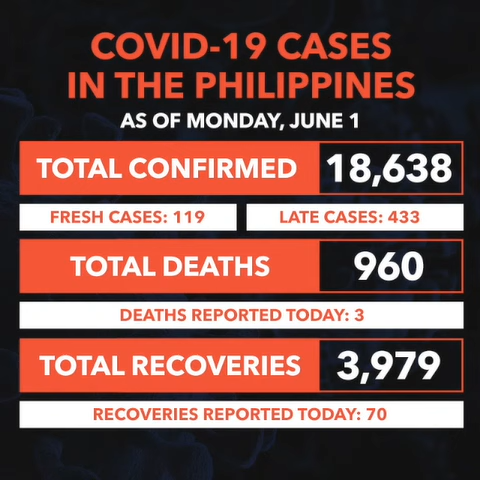 COVID-19 CASES
IN THE PHILIPPINES
AS OF MONDAY, JUNE 1
TOTAL CONFIRMED 18,638
FRESH CASES: 119 LATE CASES: 433
TOTAL DEATHS 960
DEATHS REPORTED TODAY: 3
TOTAL RECOVERIES 3,979
RECOVERIES REPORTED TODAY: 70